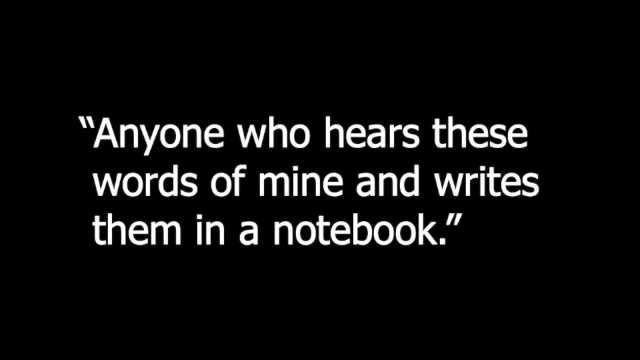 “Anyone who hears these
words of mine and writes
them in a notebook.”